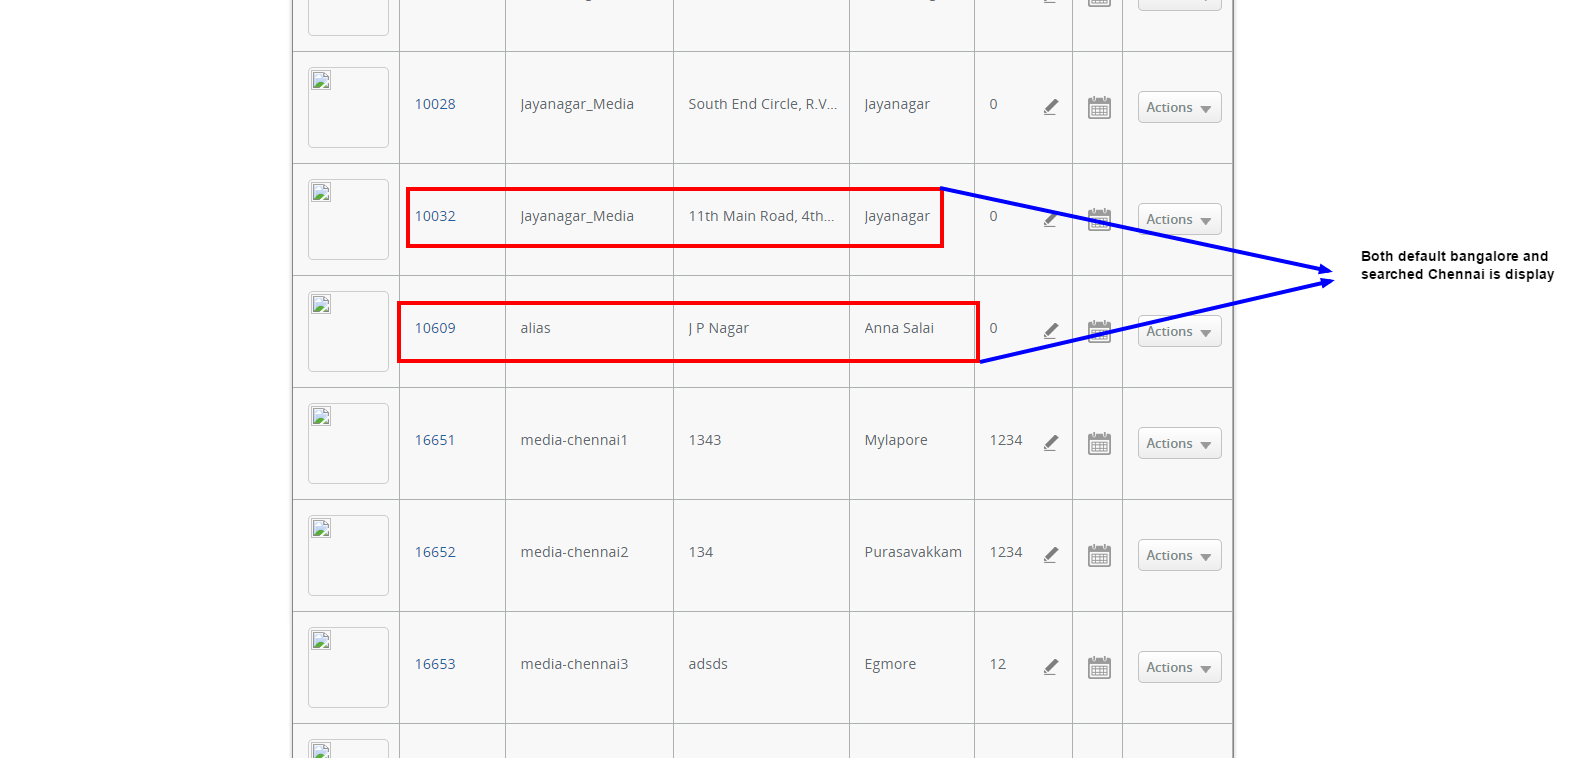 Actions
10028 Jayanagar_Media South End Circle, R.V... Jayanagar 0 Actions
10032 Jayanagar_Media 11th Main Road, 4th... Jayanagar 0 Actions
Both default bangalore and
searched Chennai is display
10609 alias J P Nagar Anna Salai 0 Actions
16651 media-chennai1 1343 Mylapore 1234 Actions
16652 media-chennai2 134 Purasavakkam 1234 Actions
16653 media-chennai3 adsds Egmore 12 Actions